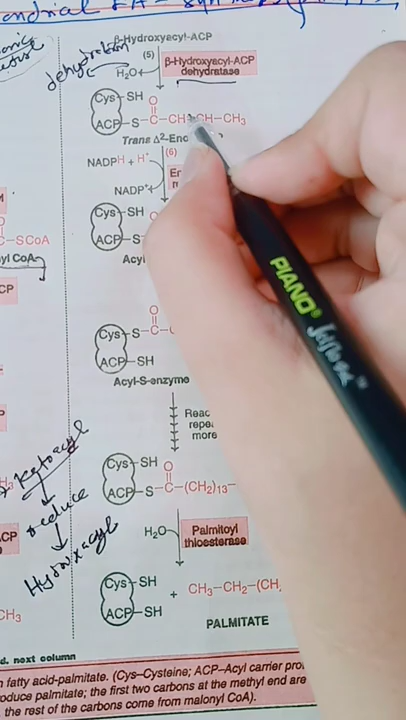 β-Hydroxyacyl-ACP
dehydration
(5)
β-Hydroxyacyl-ACP
dehydratase
H₂O
Cys SH
O
ACP S–C–CH=CH–CH₃
Trans Δ²-Eno
NADPH + H⁺
(6)
NADP⁺
Cys SH
ACP S
Acyl
–SCoA
yl CoA
CP
O
Cys S–C–
ACP SH
Acyl-S-enzyme
Reac
repe
more
Ketoacyl
reduce
Hydroxyacyl
Cys SH
O
ACP S–C–(CH₂)₁₃–
H₂O
Palmitoyl
thioesterase
ACP
Cys SH
ACP SH
+ CH₃–CH₂–(CH
PALMITATE
CH₃
d. next column
fatty acid-palmitate. (Cys–Cysteine; ACP–Acyl carrier pro
oduce palmitate; the first two carbons at the methyl end are
the rest of the carbons come from malonyl CoA).
PIANO